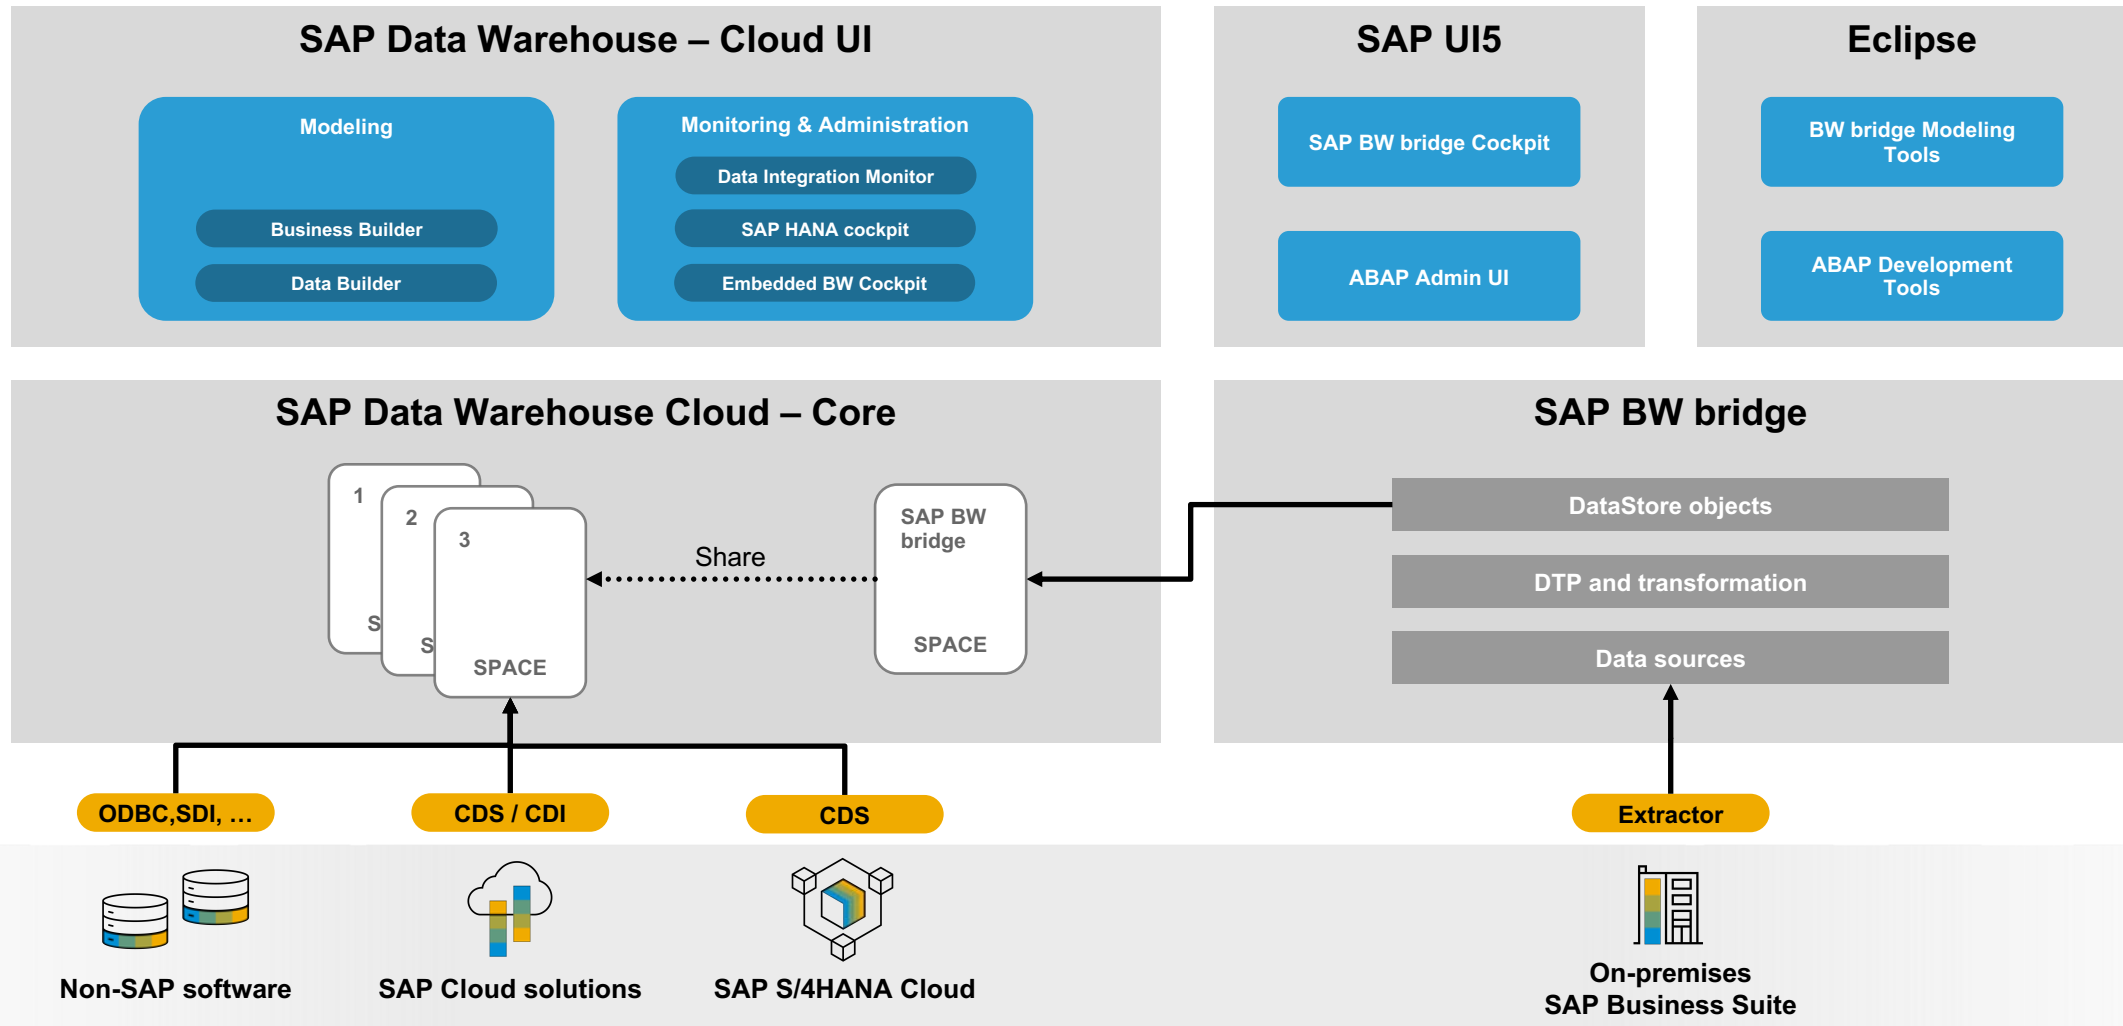 SAP Data Warehouse – Cloud UI
Modeling
Business Builder
Data Builder
Monitoring & Administration
Data Integration Monitor
SAP HANA cockpit
Embedded BW Cockpit
SAP UI5
SAP BW bridge Cockpit
ABAP Admin UI
Eclipse
BW bridge Modeling
Tools
ABAP Development
Tools
SAP Data Warehouse Cloud – Core
1
S
2
S
3
SPACE
Share
SAP BW
bridge
SPACE
SAP BW bridge
DataStore objects
DTP and transformation
Data sources
ODBC,SDI, …
CDS / CDI
CDS
Extractor
Non-SAP software
SAP Cloud solutions
SAP S/4HANA Cloud
On-premises
SAP Business Suite